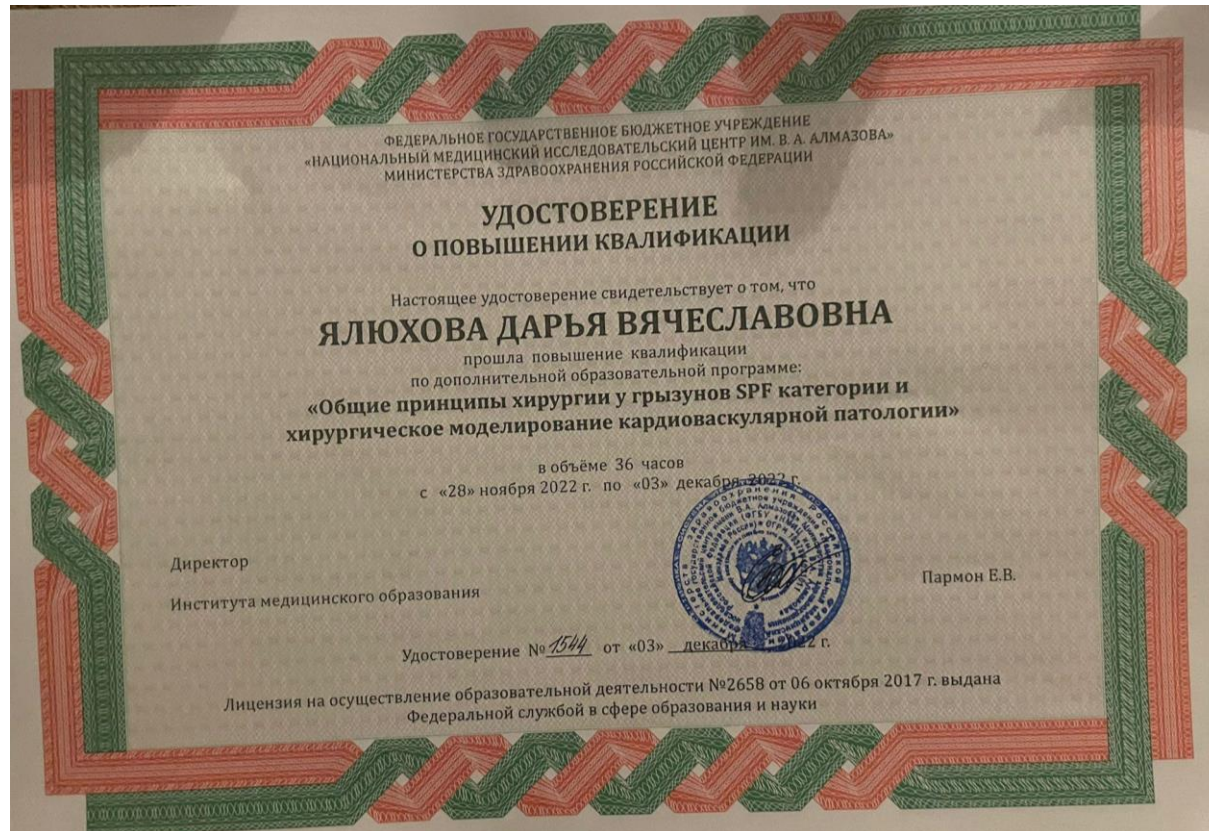 ФЕДЕРАЛЬНОЕ ГОСУДАРСТВЕННОЕ БЮДЖЕТНОЕ УЧРЕЖДЕНИЕ
«НАЦИОНАЛЬНЫЙ МЕДИЦИНСКИЙ ИССЛЕДОВАТЕЛЬСКИЙ ЦЕНТР ИМ. В. А. АЛМАЗОВА»
МИНИСТЕРСТВА ЗДРАВООХРАНЕНИЯ РОССИЙСКОЙ ФЕДЕРАЦИИ
УДОСТОВЕРЕНИЕ
О ПОВЫШЕНИИ КВАЛИФИКАЦИИ
Настоящее удостоверение свидетельствует о том, что
ЯЛЮХОВА ДАРЬЯ ВЯЧЕСЛАВОВНА
прошла повышение квалификации
по дополнительной образовательной программе:
«Общие принципы хирургии у грызунов SPF категории и
хирургическое моделирование кардиоваскулярной патологии»
в объёме 36 часов
с «28» ноября 2022 г. по «03» декабря 2022 г.
Директор
Института медицинского образования
Пармон Е.В.
Удостоверение №1544 от «03» декабря 2022 г.
Лицензия на осуществление образовательной деятельности №2658 от 06 октября 2017 г. выдана
Федеральной службой в сфере образования и науки